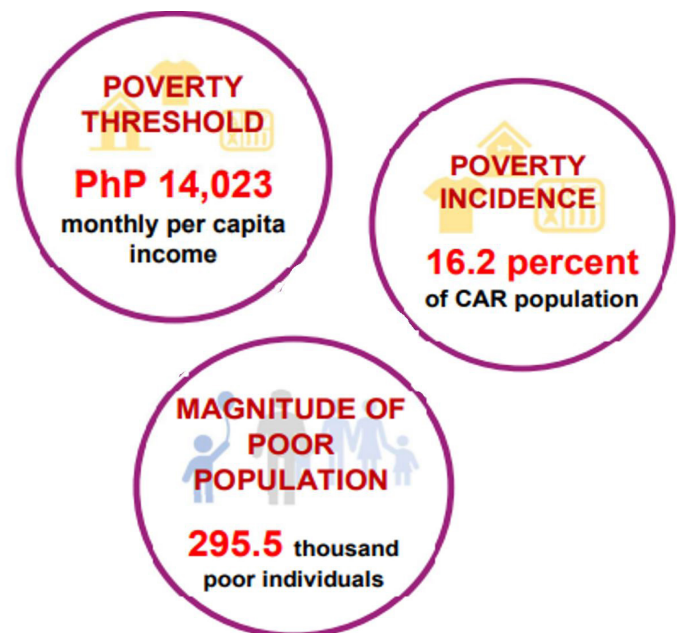 POVERTY
THRESHOLD
PhP 14,023
monthly per capita
income
POVERTY
INCIDENCE
16.2 percent
of CAR population
MAGNITUDE OF
POOR
POPULATION
295.5 thousand
poor individuals